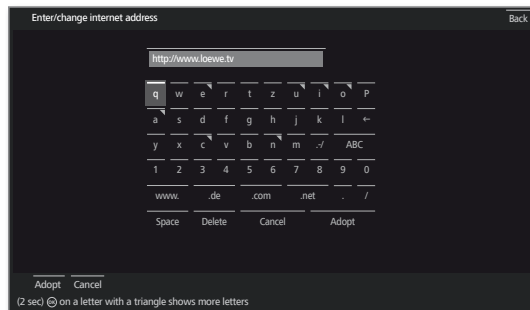 Enter/change internet address Back
http://www.loewe.tv
q w e r t z u i o P
a s d f g h j k l ←
y x c v b n m .-/ ABC
1 2 3 4 5 6 7 8 9 0
www. .de .com .net . /
Space Delete Cancel Adopt
Adopt Cancel
(2 sec) OK on a letter with a triangle shows more letters